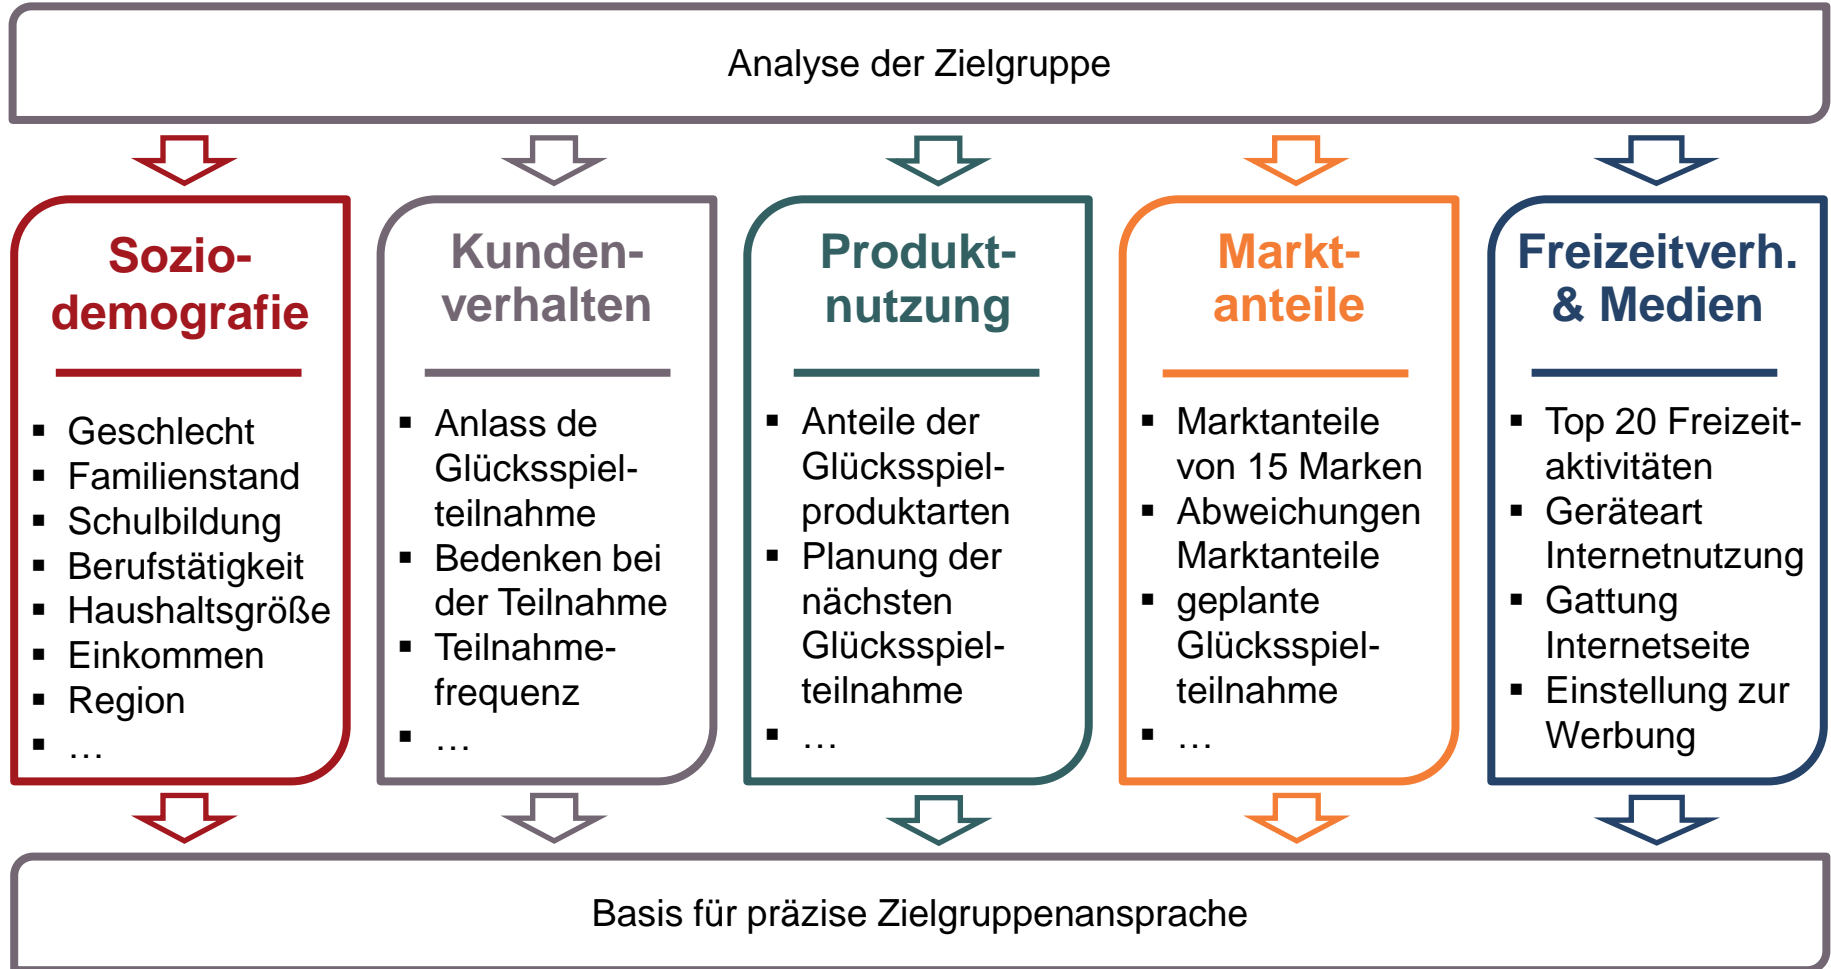 Analyse der Zielgruppe
Sozio-
demografie
▪ Geschlecht
▪ Familienstand
▪ Schulbildung
▪ Berufstätigkeit
▪ Haushaltsgröße
▪ Einkommen
▪ Region
▪ …
Kunden-
verhalten
▪ Anlass de
Glücksspiel-
teilnahme
▪ Bedenken bei
der Teilnahme
▪ Teilnahme-
frequenz
▪ …
Produkt-
nutzung
▪ Anteile der
Glücksspiel-
produktarten
▪ Planung der
nächsten
Glücksspiel-
teilnahme
▪ …
Markt-
anteile
▪ Marktanteile
von 15 Marken
▪ Abweichungen
Marktanteile
▪ geplante
Glücksspiel-
teilnahme
▪ …
Freizeitverh.
& Medien
▪ Top 20 Freizeit-
aktivitäten
▪ Geräteart
Internetnutzung
▪ Gattung
Internetseite
▪ Einstellung zur
Werbung
Basis für präzise Zielgruppenansprache